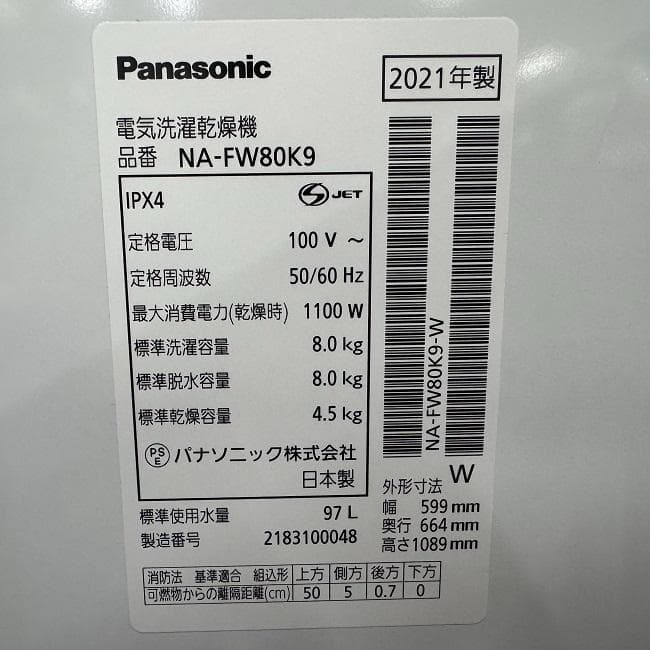 Panasonic
2021年製
電気洗濯乾燥機
品番 NA-FW80K9
IPX4 S JET
定格電圧 100 V ~
定格周波数 50/60 Hz
最大消費電力(乾燥時) 1100 W
標準洗濯容量 8.0 kg
標準脱水容量 8.0 kg
標準乾燥容量 4.5 kg
PSE パナソニック株式会社
日本製
標準使用水量 97 L
製造番号 2183100048
NA-FW80K9-W
W
外形寸法
幅 599 mm
奥行 664 mm
高さ1089 mm
消防法 基準適合 組込形 上方 側方 後方 下方
可燃物からの離隔距離(cm) 50 5 0.7 0